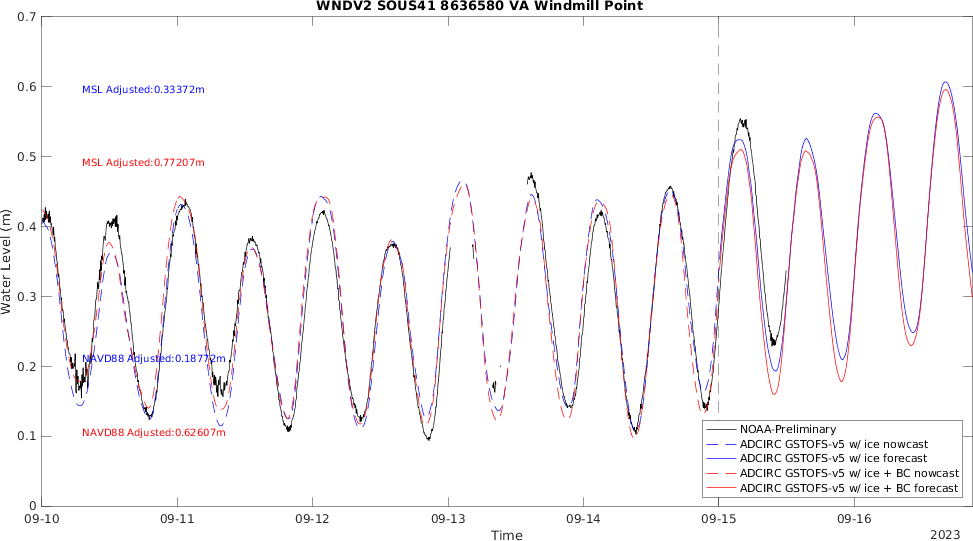 WNDV2 SOUS41 8636580 VA Windmill Point
0.7
0.6
0.5
0.4
0.3
0.2
0.1
0
Water Level (m)
MSL Adjusted:0.33372m
MSL Adjusted:0.77207m
NAVD88 Adjusted:0.18772m
NAVD88 Adjusted:0.62607m
NOAA-Preliminary
ADCIRC GSTOFS-v5 w/ ice nowcast
ADCIRC GSTOFS-v5 w/ ice forecast
ADCIRC GSTOFS-v5 w/ ice + BC nowcast
ADCIRC GSTOFS-v5 w/ ice + BC forecast
09-10 09-11 09-12 09-13 09-14 09-15 09-16
Time
2023